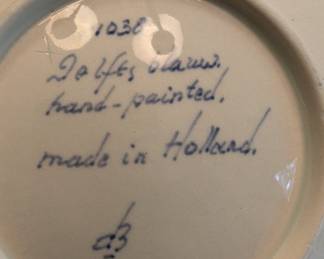 1038
Delfts blauw.
hand-painted.
made in Holland.